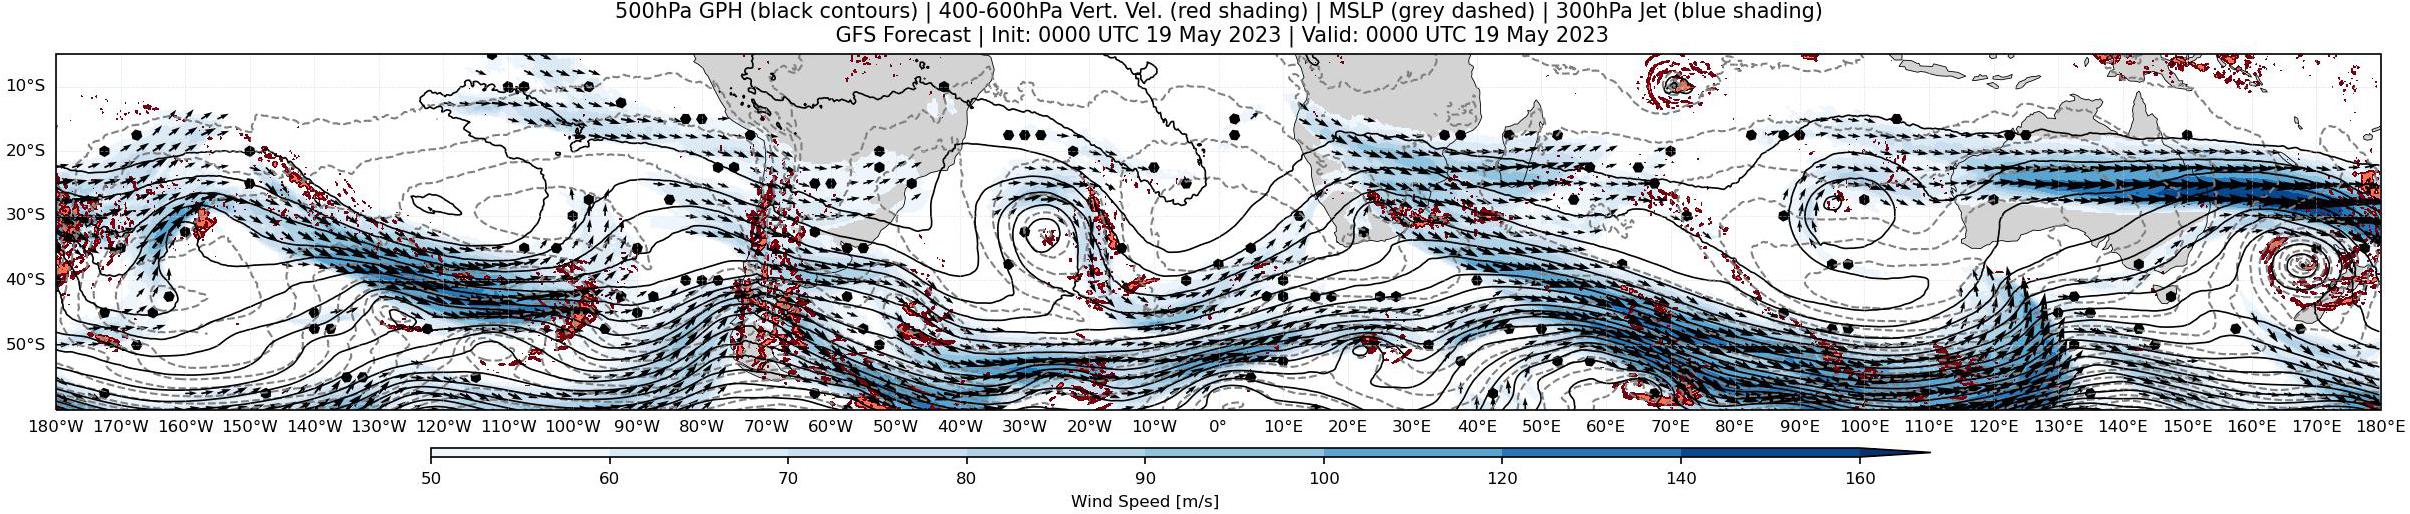 500hPa GPH (black contours) | 400-600hPa Vert. Vel. (red shading) | MSLP (grey dashed) | 300hPa Jet (blue shading)
GFS Forecast | Init: 0000 UTC 19 May 2023 | Valid: 0000 UTC 19 May 2023
10°S
20°S
30°S
40°S
50°S
180°W 170°W 160°W 150°W 140°W 130°W 120°W 110°W 100°W 90°W 80°W 70°W 60°W 50°W 40°W 30°W 20°W 10°W 0° 10°E 20°E 30°E 40°E 50°E 60°E 70°E 80°E 90°E 100°E 110°E 120°E 130°E 140°E 150°E 160°E 170°E 180°E
50 60 70 80 90 100 120 140 160
Wind Speed [m/s]